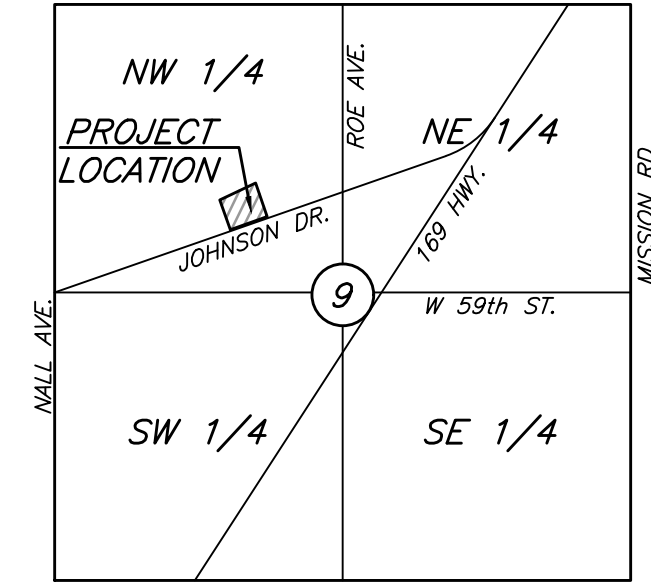 NW 1/4
ROE AVE.
NE 1/4
PROJECT
LOCATION
169 HWY.
MISSION RD
JOHNSON DR.
9
W 59th ST.
NALL AVE.
SW 1/4
SE 1/4